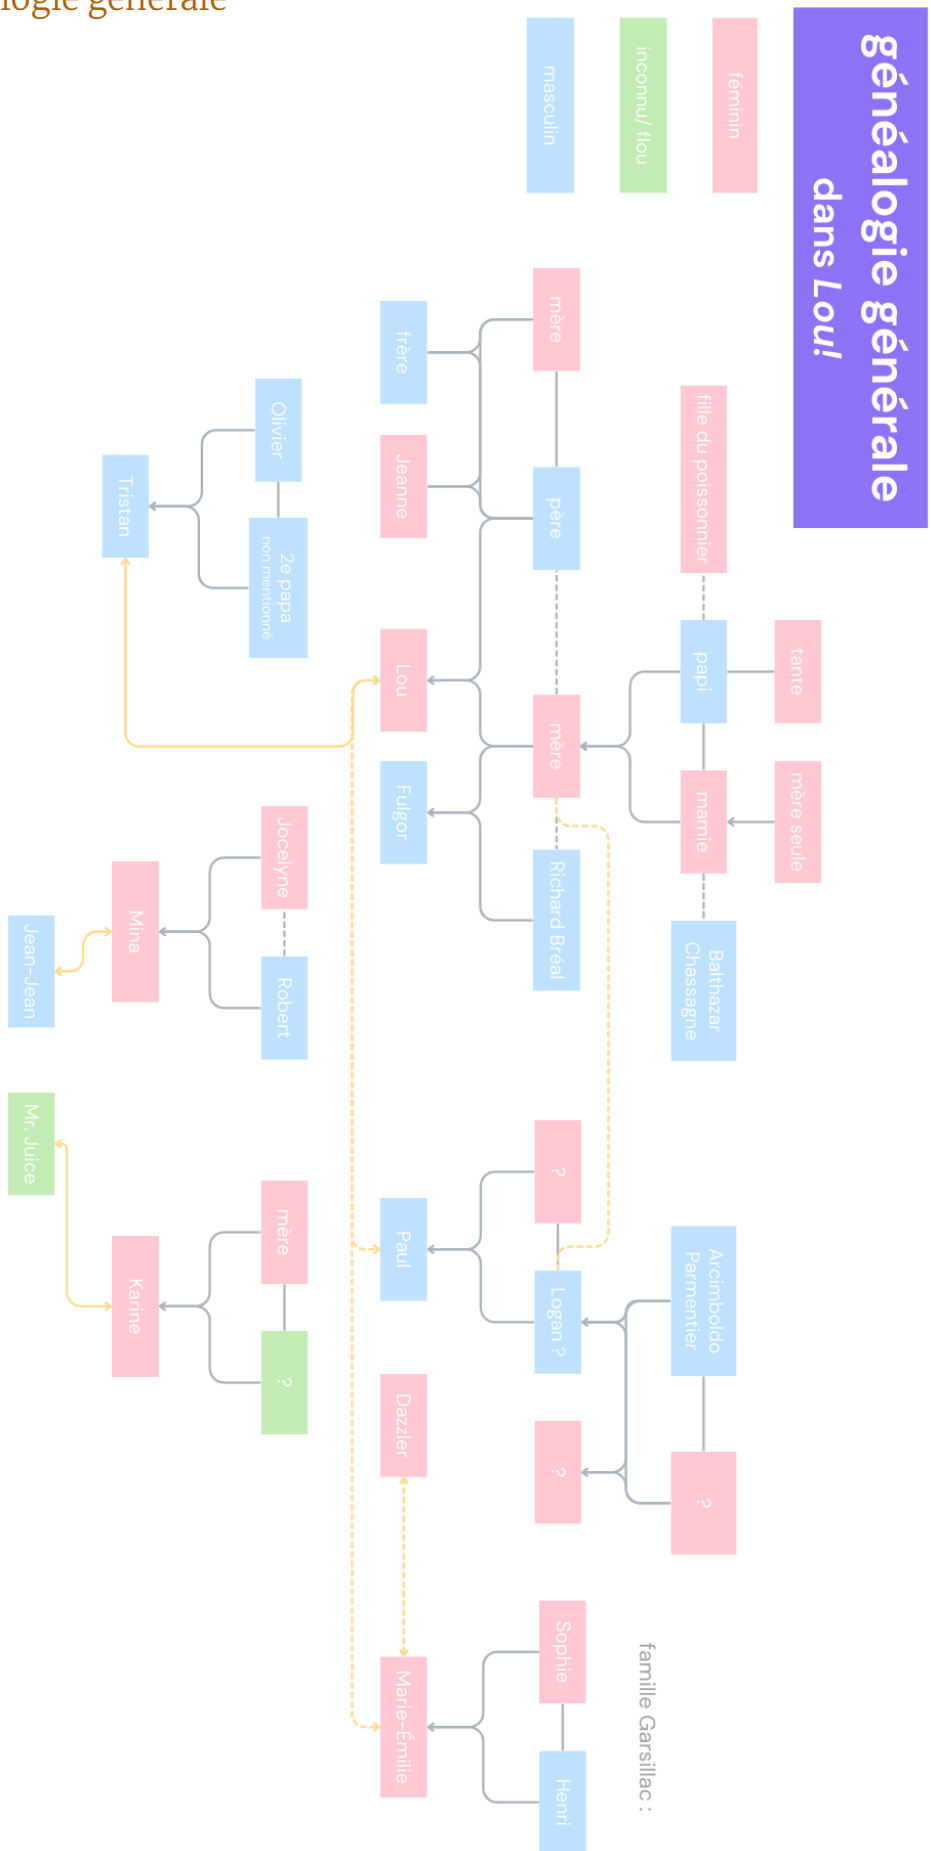 logie générale
généalogie générale
dans Lou!
féminin
inconnu/ flou
masculin
tante
mère seule
fille du poissonnier
papi
mamie
Balthazar
Chassagne
Arcimboldo
Parmentier
?
famille Garsillac :
mère
père
mère
Richard Bréal
?
Logan ?
?
Sophie
Henri
frère
Jeanne
Lou
Fulgor
Paul
Dazzler
Marie-Émilie
Olivier
2e papa
non mentionné
Jocelyne
Robert
mère
?
Tristan
Mina
Karine
Jean-Jean
Mr. Juice